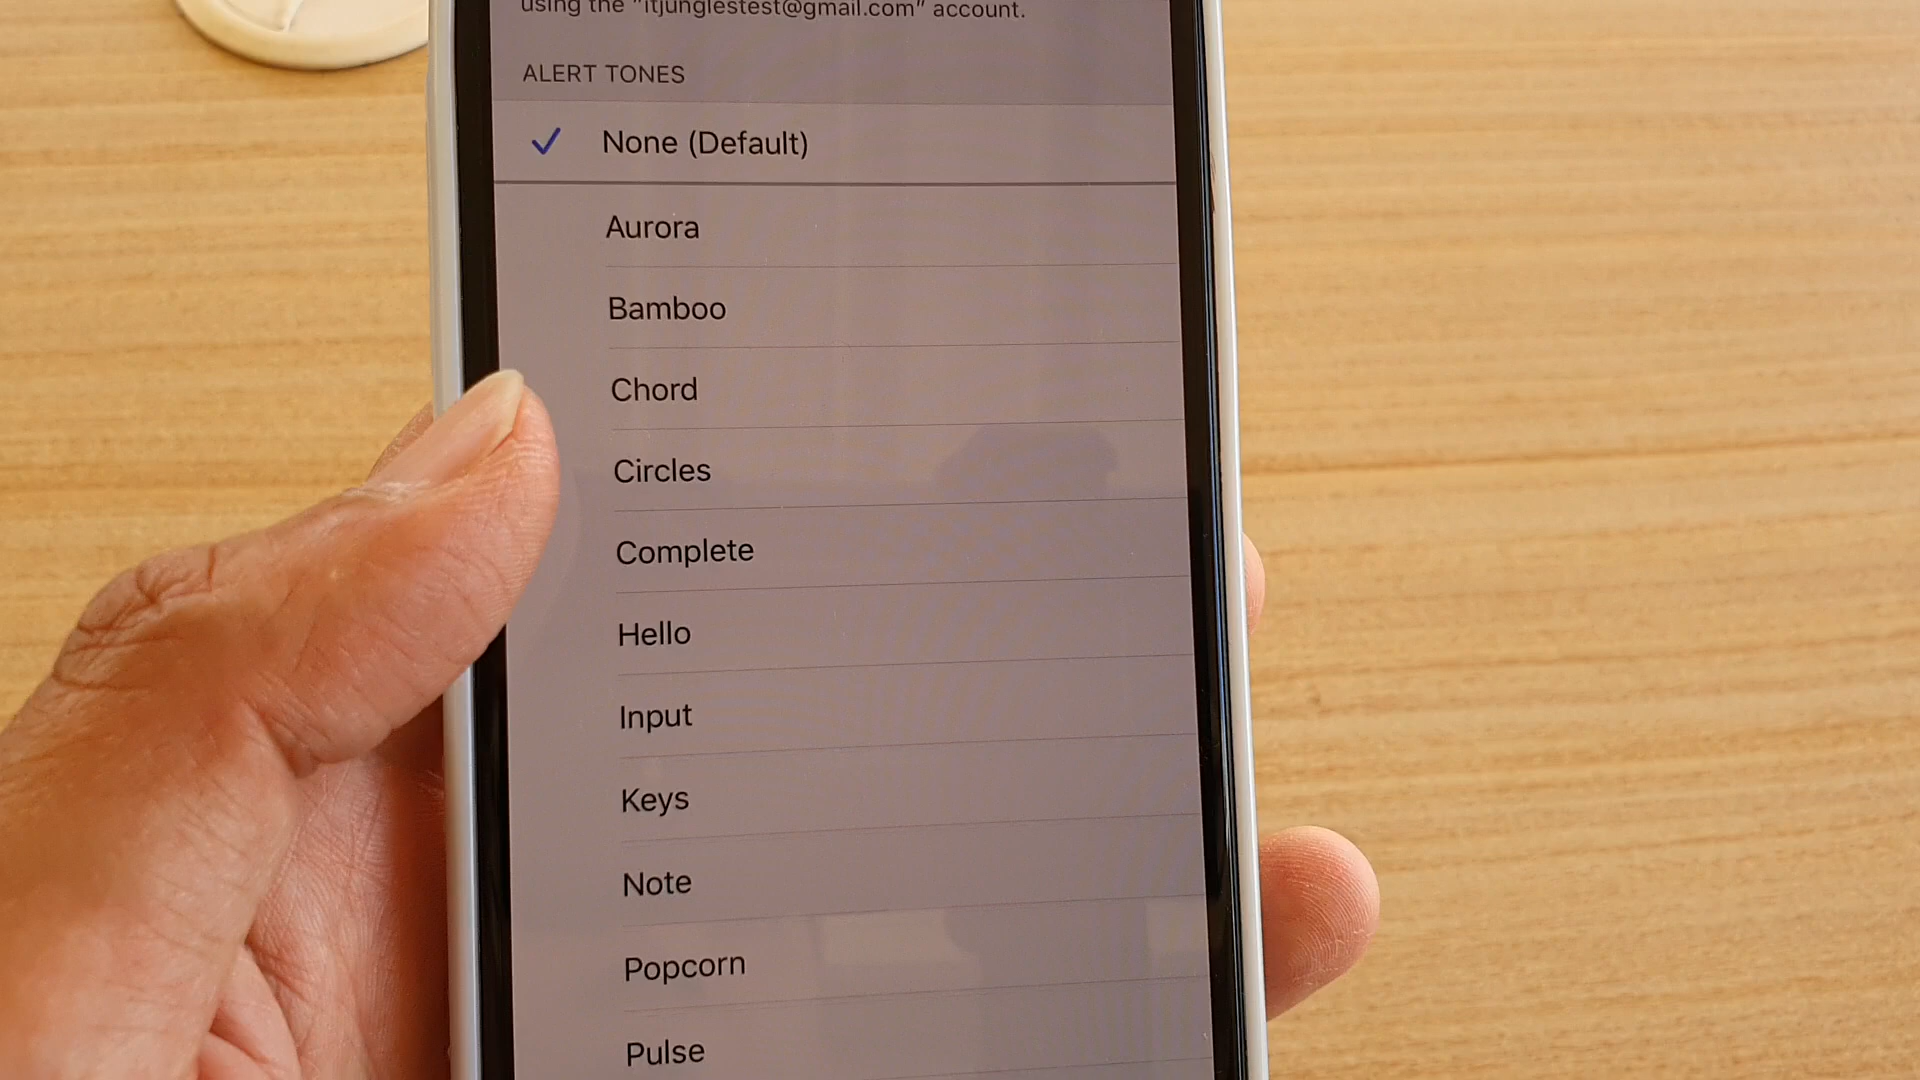 using the "itjunglestest@gmail.com" account.
ALERT TONES
None (Default)
Aurora
Bamboo
Chord
Circles
Complete
Hello
Input
Keys
Note
Popcorn
Pulse